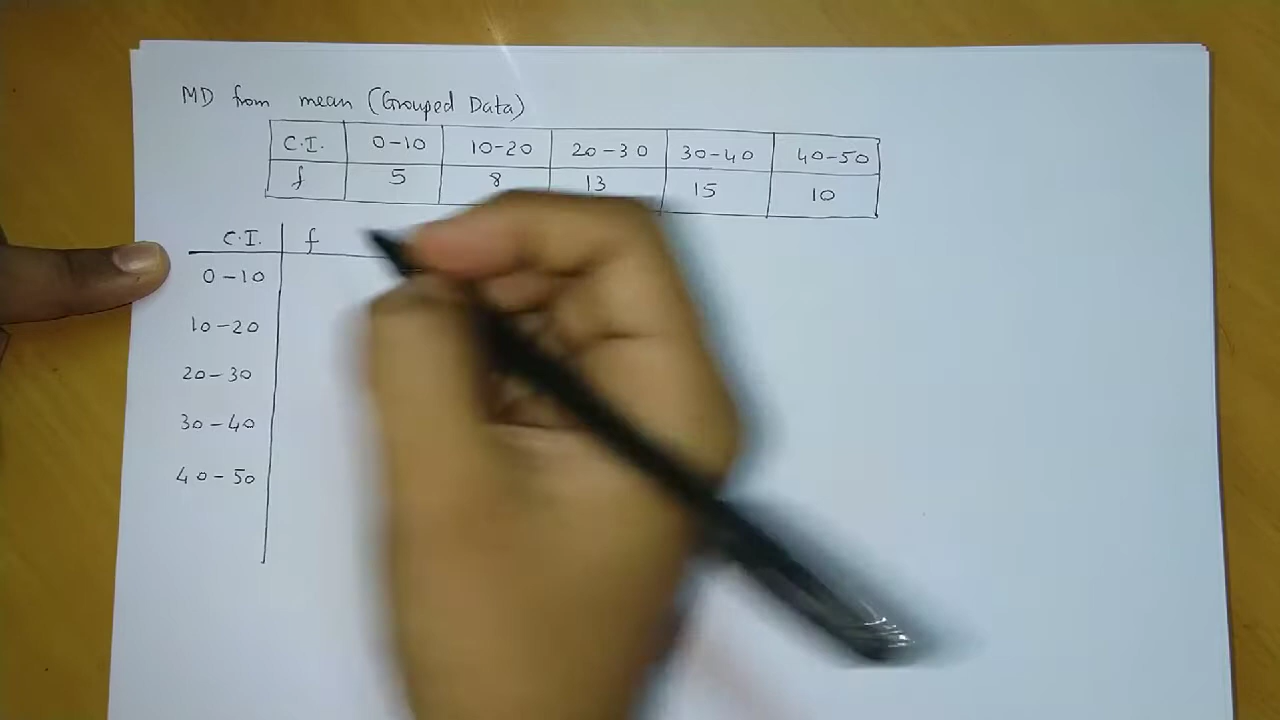 MD from mean (Grouped Data)
C.I. 0-10 10-20 20-30 30-40 40-50
f 5 8 13 15 10
C.I. f
0-10
10-20
20-30
30-40
40-50